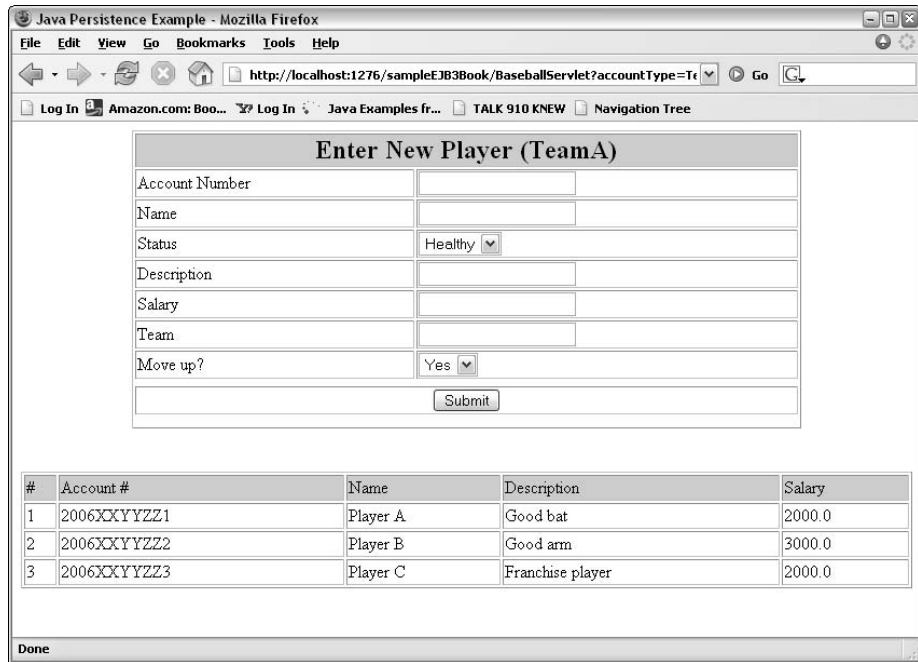 Java Persistence Example - Mozilla Firefox
File Edit View Go Bookmarks Tools Help
http://localhost:1276/sampleEJB3Book/BaseballServlet?accountType=Te Go G
Log In Amazon.com: Boo... Log In Java Examples fr... TALK 910 KNEW Navigation Tree
Enter New Player (TeamA)
Account Number
Name
Status Healthy
Description
Salary
Team
Move up? Yes
Submit
# Account # Name Description Salary
1 2006XXYYZZ1 Player A Good bat 2000.0
2 2006XXYYZZ2 Player B Good arm 3000.0
3 2006XXYYZZ3 Player C Franchise player 2000.0
Done